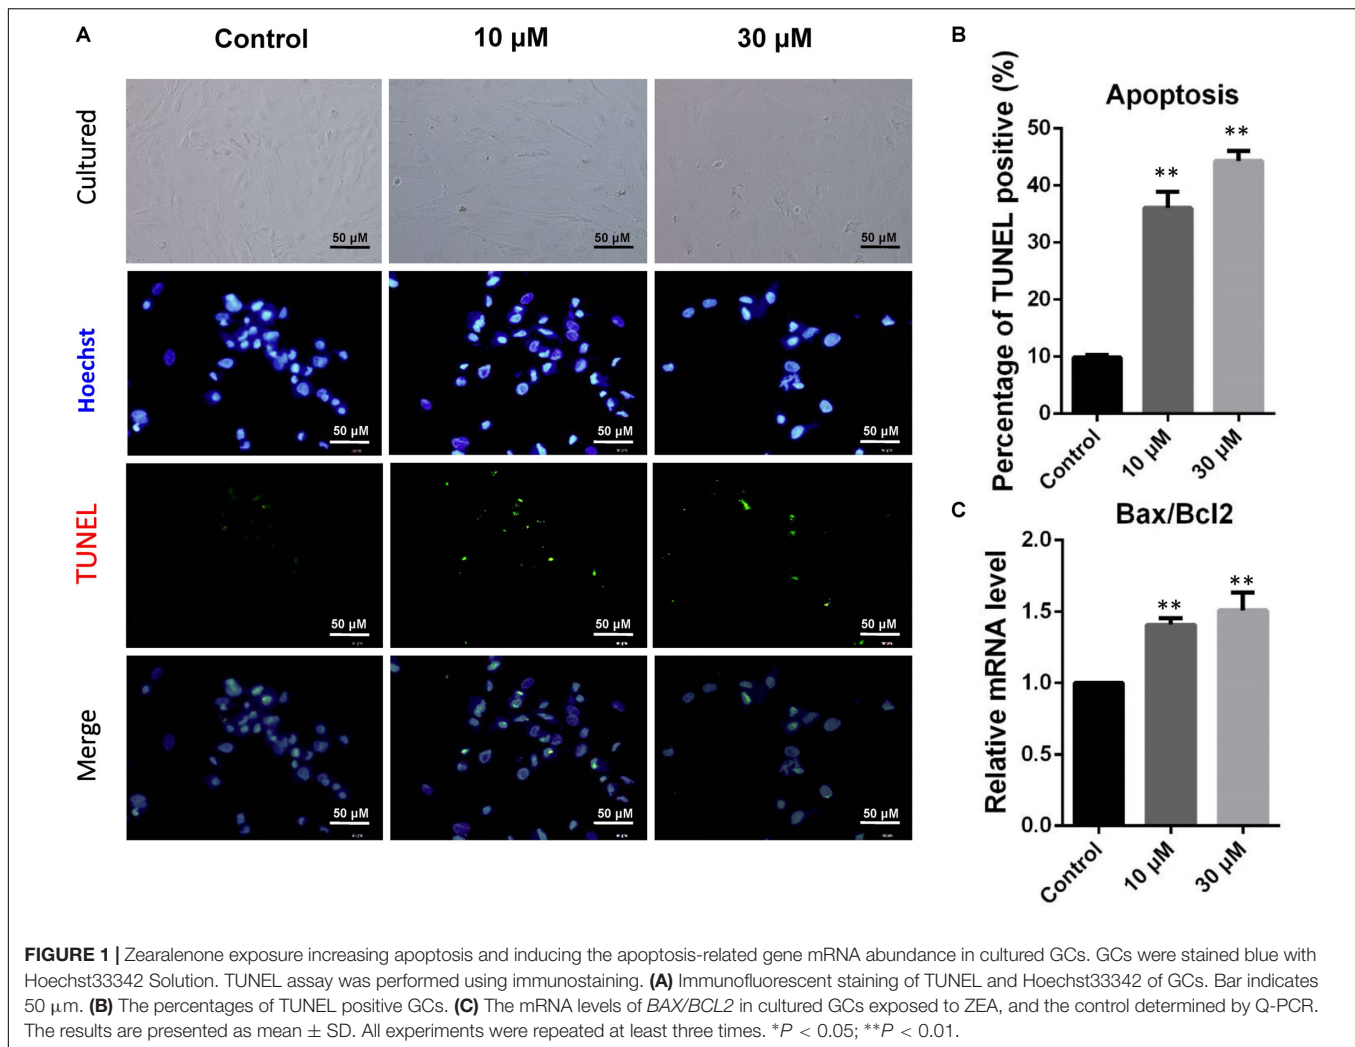 A
Control
10 µM
30 µM
Cultured
50 µM
50 µM
50 µM
Hoechst
50 µM
50 µM
50 µM
TUNEL
50 µM
50 µM
50 µM
Merge
50 µM
50 µM
50 µM
B
Apoptosis
Percentage of TUNEL positive (%)
50
40
30
20
10
0
**
**
Control
10 µM
30 µM
C
Bax/Bcl2
Relative mRNA level
2.0
1.5
1.0
0.5
0.0
**
**
Control
10 µM
30 µM
FIGURE 1 | Zearalenone exposure increasing apoptosis and inducing the apoptosis-related gene mRNA abundance in cultured GCs. GCs were stained blue with
Hoechst33342 Solution. TUNEL assay was performed using immunostaining. (A) Immunofluorescent staining of TUNEL and Hoechst33342 of GCs. Bar indicates
50 µm. (B) The percentages of TUNEL positive GCs. (C) The mRNA levels of BAX/BCL2 in cultured GCs exposed to ZEA, and the control determined by Q-PCR.
The results are presented as mean ± SD. All experiments were repeated at least three times. *P < 0.05; **P < 0.01.